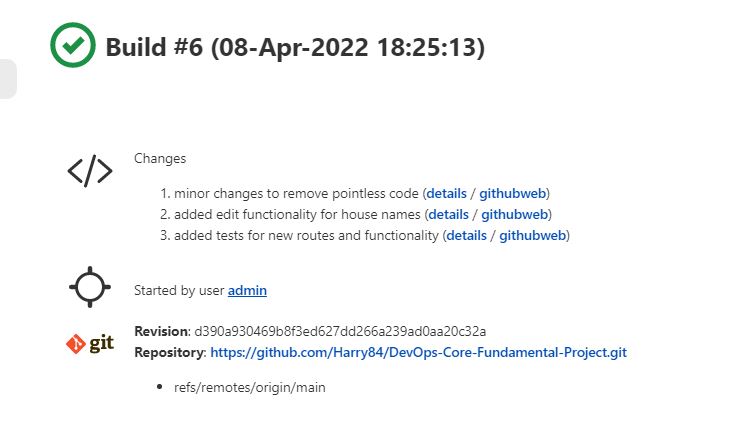 Build #6 (08-Apr-2022 18:25:13)
Changes
1. minor changes to remove pointless code (details / githubweb)
2. added edit functionality for house names (details / githubweb)
3. added tests for new routes and functionality (details / githubweb)
Started by user admin
git
Revision: d390a930469b8f3ed627dd266a239ad0aa20c32a
Repository: https://github.com/Harry84/DevOps-Core-Fundamental-Project.git
• refs/remotes/origin/main